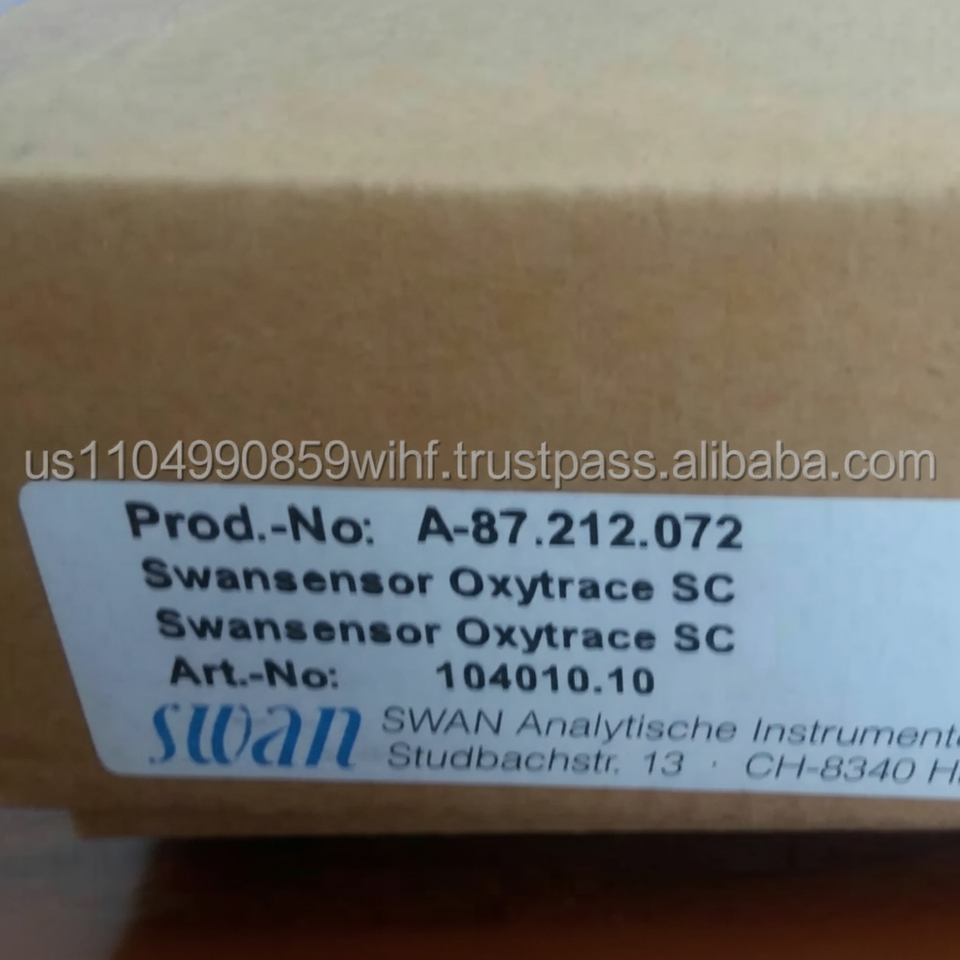 us1104990859wihf.trustpass.alibaba.com
Prod.-No: A-87.212.072
Swansensor Oxytrace SC
Swansensor Oxytrace SC
Art.-No: 104010.10
swan
SWAN Analytische Instrument
Studbachstr. 13 · CH-8340 H